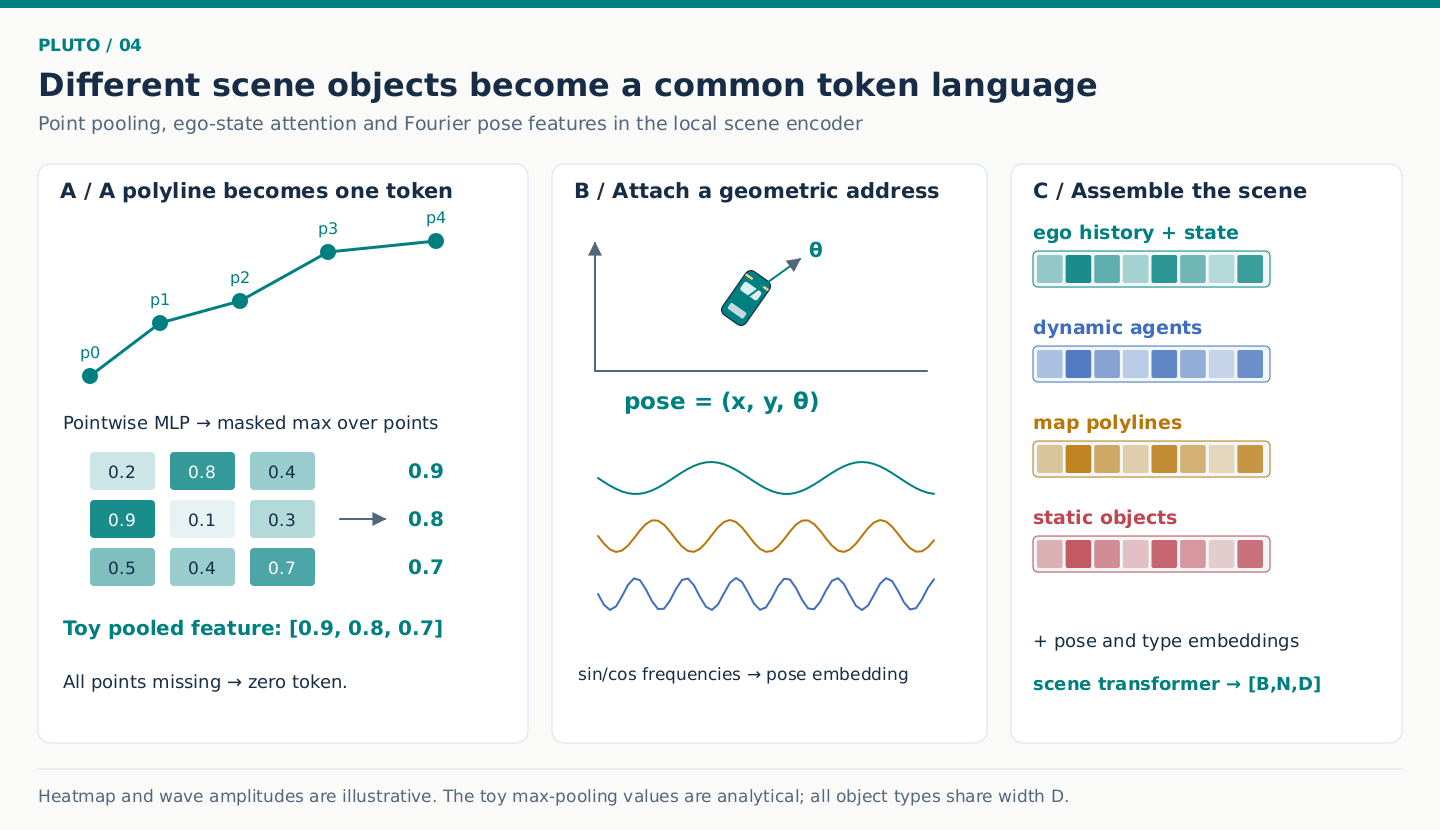 PLUTO / 04
Different scene objects become a common token language
Point pooling, ego-state attention and Fourier pose features in the local scene encoder
A / A polyline becomes one token
p0
p1
p2
p3
p4
Pointwise MLP → masked max over points
0.2 0.8 0.4 0.9
0.9 0.1 0.3 0.8
0.5 0.4 0.7 0.7
Toy pooled feature: [0.9, 0.8, 0.7]
All points missing → zero token.
B / Attach a geometric address
θ
pose = (x, y, θ)
sin/cos frequencies → pose embedding
C / Assemble the scene
ego history + state
dynamic agents
map polylines
static objects
+ pose and type embeddings
scene transformer → [B,N,D]
Heatmap and wave amplitudes are illustrative. The toy max-pooling values are analytical; all object types share width D.